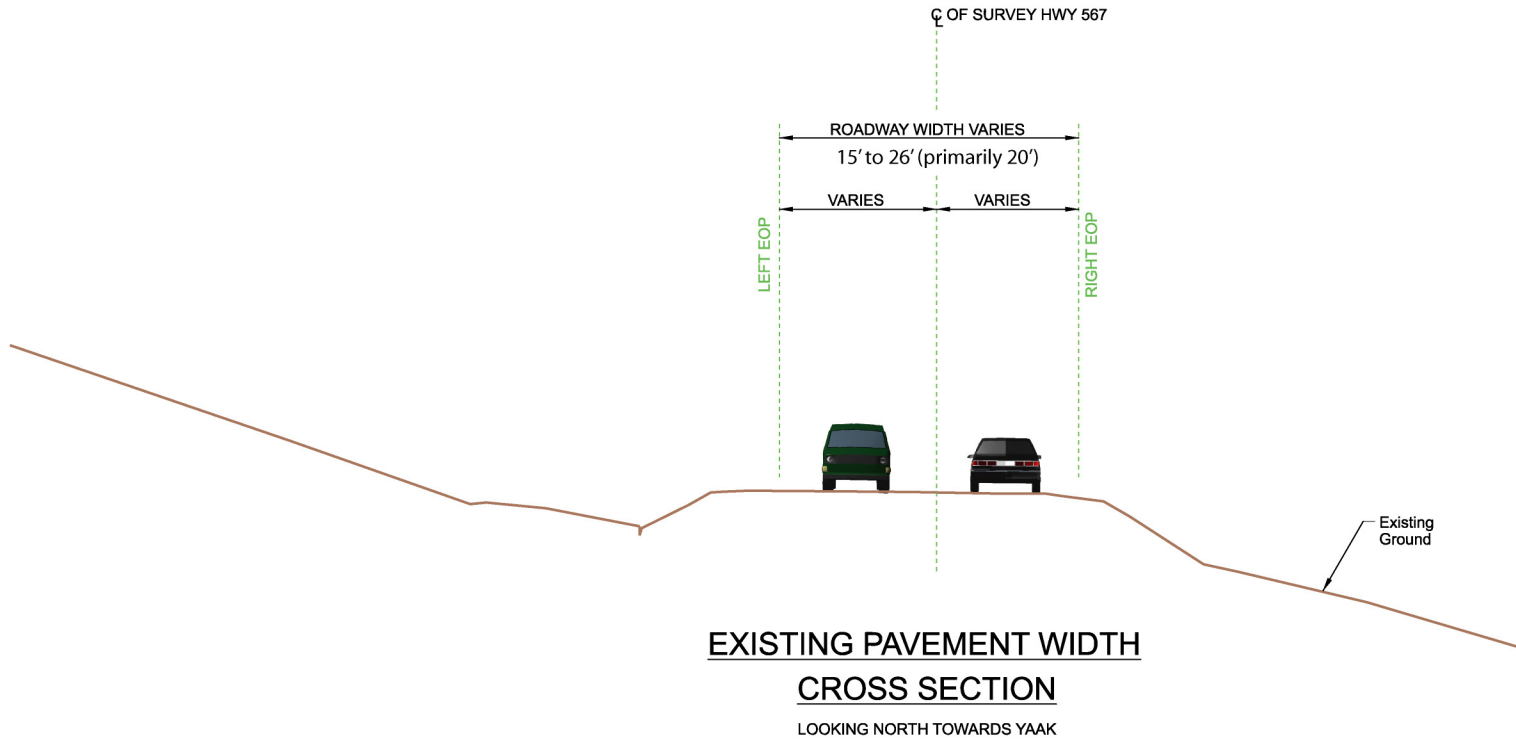 ℄ OF SURVEY HWY 567
ROADWAY WIDTH VARIES
15' to 26' (primarily 20')
VARIES
VARIES
LEFT EOP
RIGHT EOP
Existing
Ground
EXISTING PAVEMENT WIDTH
CROSS SECTION
LOOKING NORTH TOWARDS YAAK